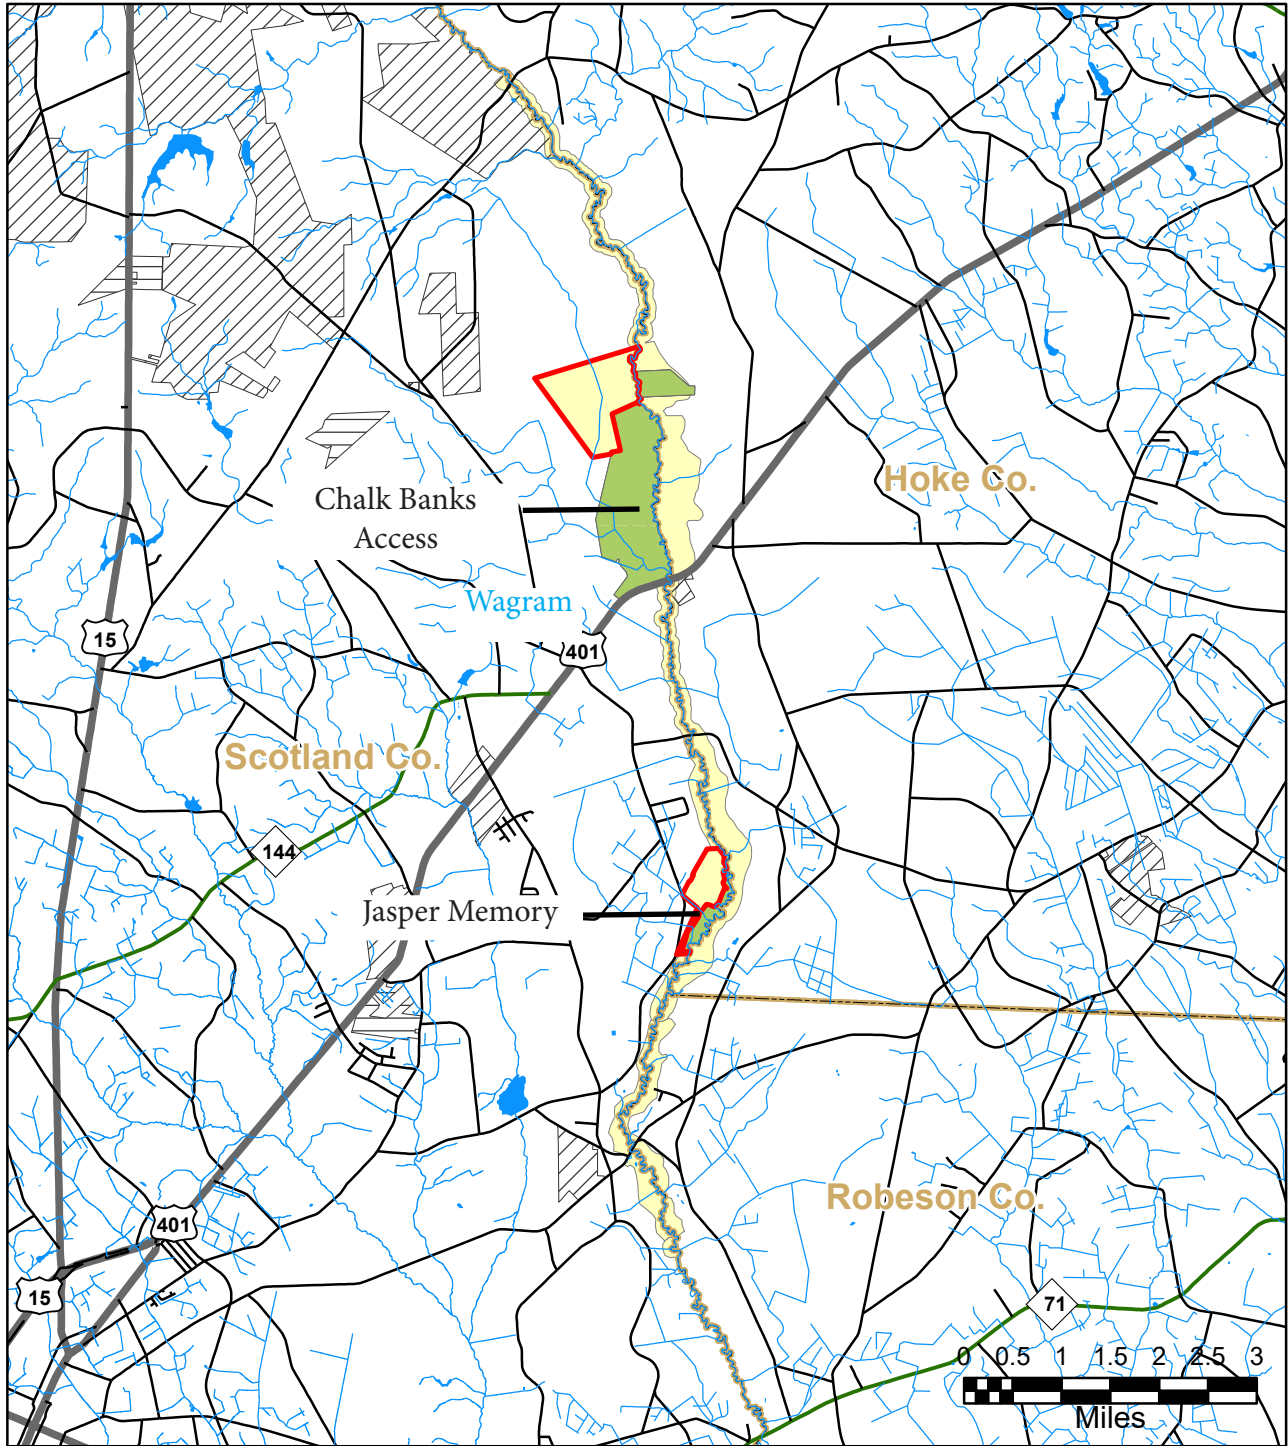 Hoke Co.
Chalk Banks
Access
Wagram
15
401
Scotland Co.
144
Jasper Memory
Robeson Co.
401
15
71
0 0.5 1 1.5 2 2.5 3
Miles